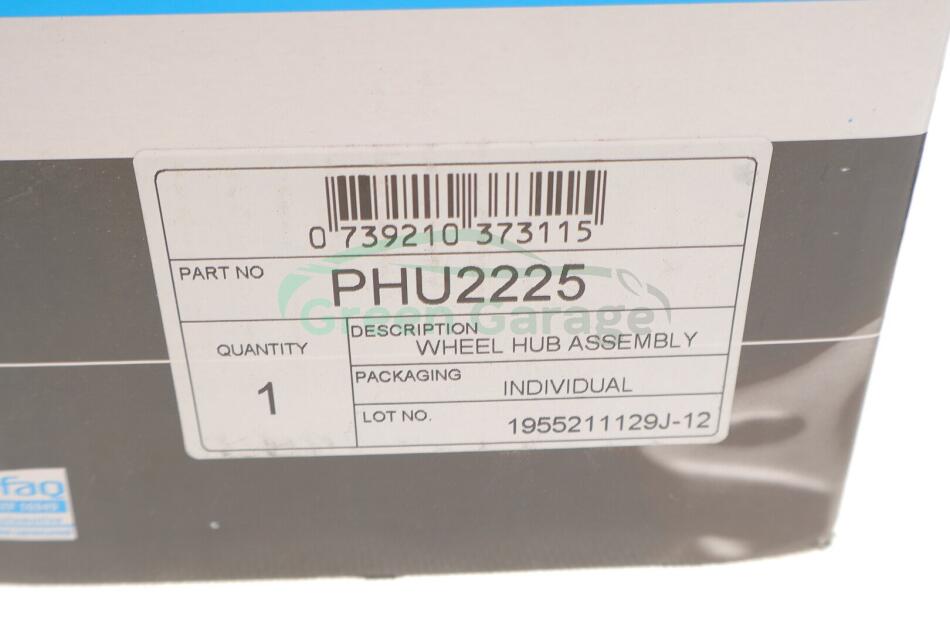 0 739210 373115
PART NO
PHU2225
Green Garage
QUANTITY
1
DESCRIPTION
WHEEL HUB ASSEMBLY
PACKAGING
INDIVIDUAL
LOT NO.
1955211129J-12
faq